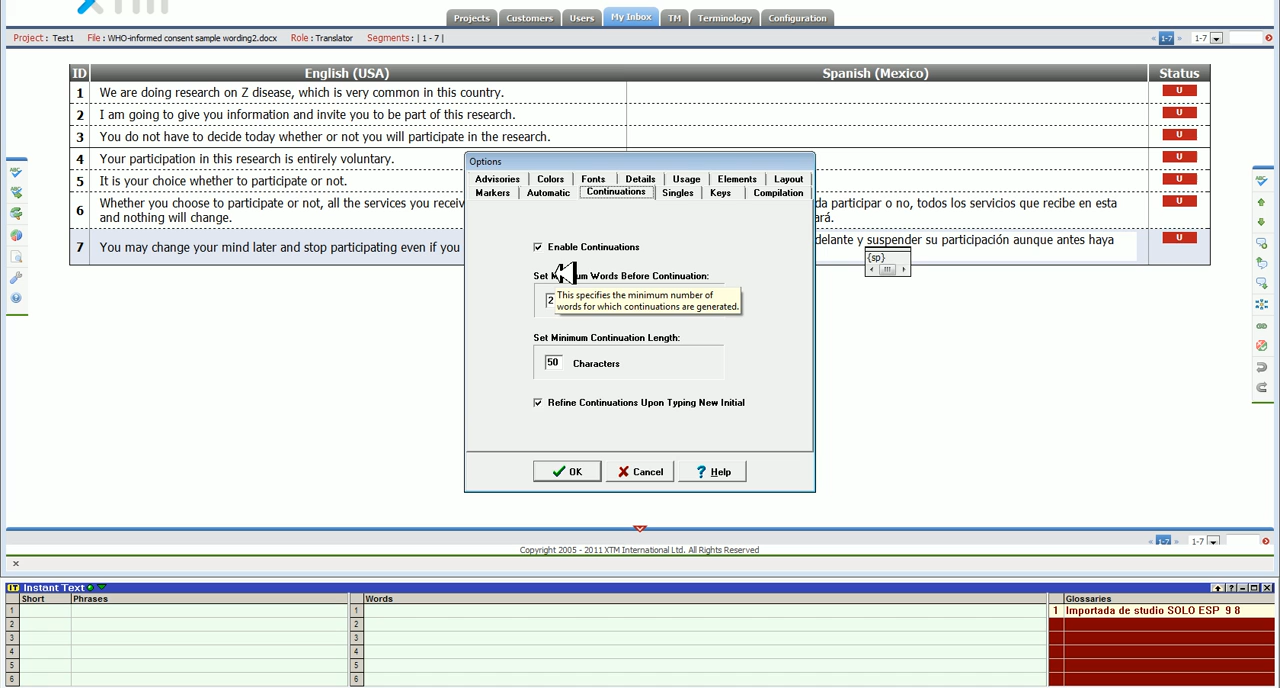 XTM
Projects Customers Users My Inbox TM Terminology Configuration
Project : Test1 File : WHO-informed consent sample wording2.docx Role : Translator Segments : | 1 - 7 |
« 1-7 » 1-7
ID English (USA) Spanish (Mexico) Status
1 We are doing research on Z disease, which is very common in this country. U
2 I am going to give you information and invite you to be part of this research. U
3 You do not have to decide today whether or not you will participate in the research. U
4 Your participation in this research is entirely voluntary. U
5 It is your choice whether to participate or not. U
6 Whether you choose to participate or not, all the services you receiv da participar o no, todos los servicios que recibe en esta U
and nothing will change. ará.
7 You may change your mind later and stop participating even if you delante y suspender su participación aunque antes haya U
{sp}
Options
Advisories Colors Fonts Details Usage Elements Layout
Markers Automatic Continuations Singles Keys Compilation
Enable Continuations
Set M um Words Before Continuation:
2
This specifies the minimum number of
words for which continuations are generated.
Set Minimum Continuation Length:
50 Characters
Refine Continuations Upon Typing New Initial
OK Cancel ? Help
« 1-7 » 1-7
Copyright 2005 - 2011 XTM International Ltd. All Rights Reserved
IT Instant Text
Short Phrases Words Glossaries
1 1 1 Importada de studio SOLO ESP 9 8
2 2
3 3
4 4
5 5
6 6